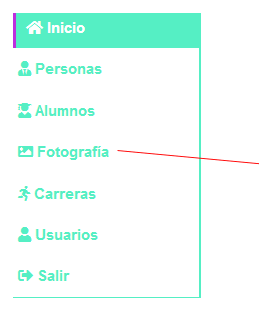 Inicio
Personas
Alumnos
Fotografía
Carreras
Usuarios
Salir